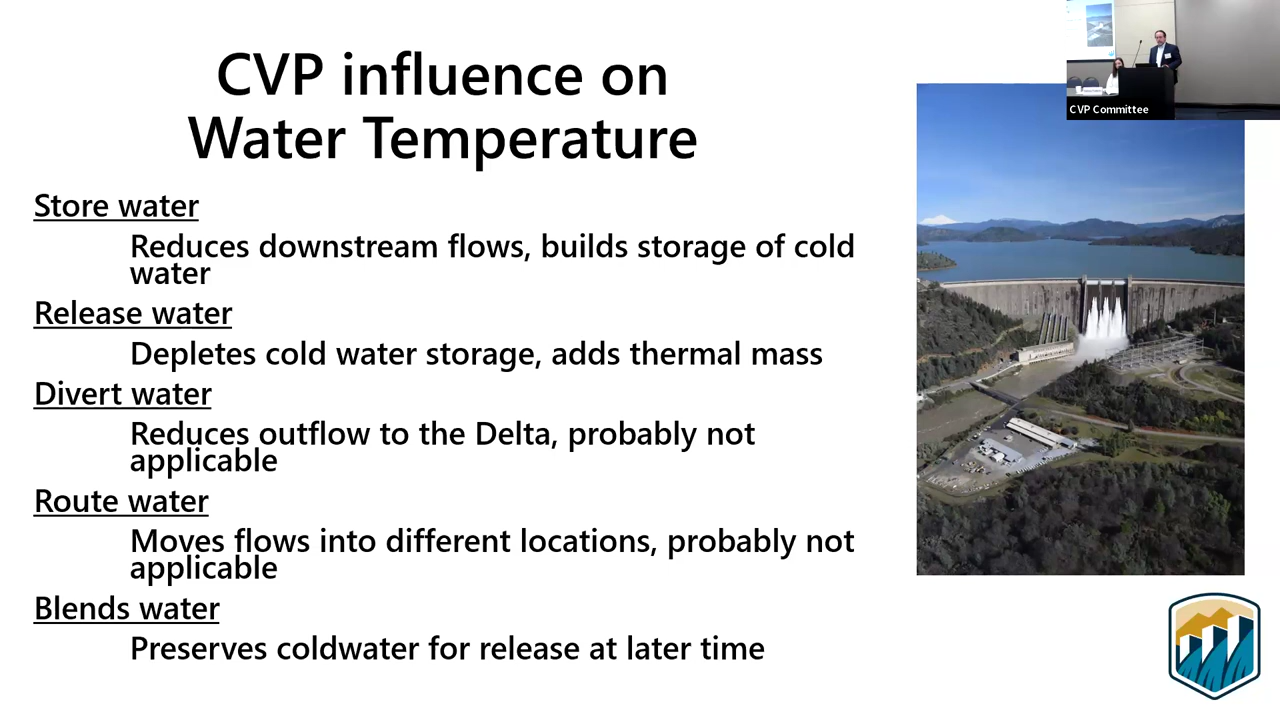 CVP influence on
Water Temperature
Store water
Reduces downstream flows, builds storage of cold
water
Release water
Depletes cold water storage, adds thermal mass
Divert water
Reduces outflow to the Delta, probably not
applicable
Route water
Moves flows into different locations, probably not
applicable
Blends water
Preserves coldwater for release at later time
CVP Committee